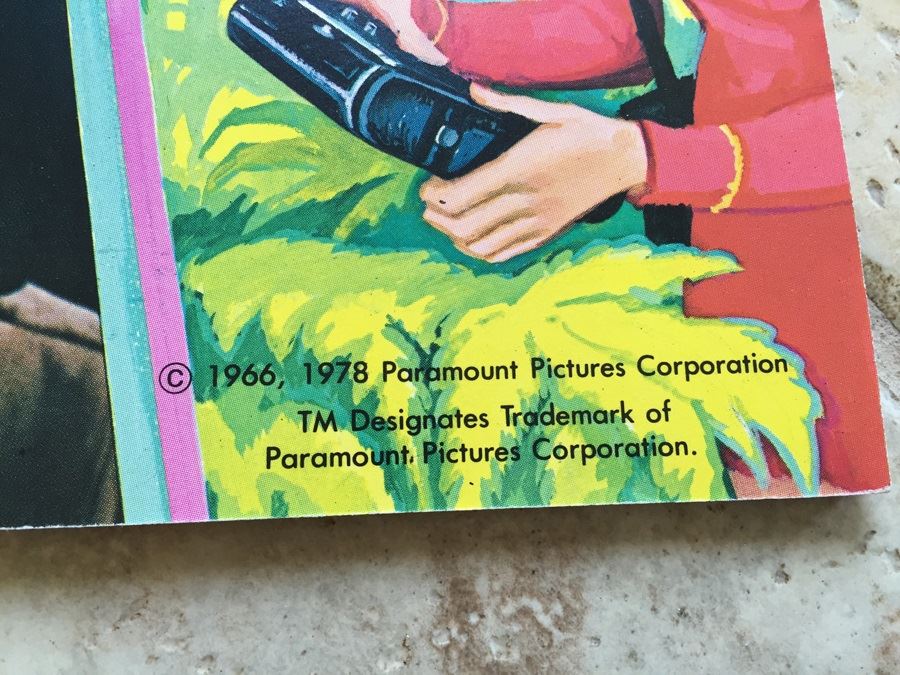 © 1966, 1978 Paramount Pictures Corporation
TM Designates Trademark of
Paramount Pictures Corporation.